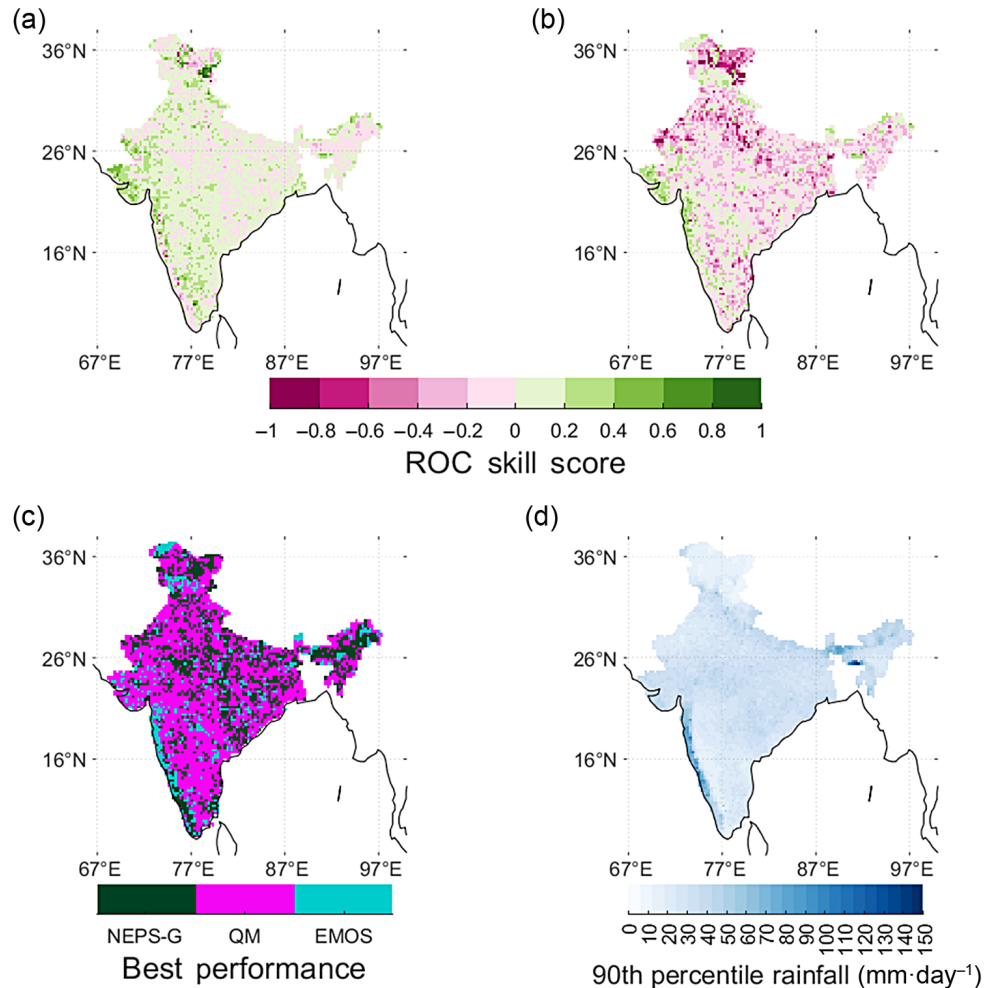 (a)
(b)
36°N
26°N
16°N
67°E 77°E 87°E 97°E
36°N
26°N
16°N
67°E 77°E 87°E 97°E
−1 −0.8 −0.6 −0.4 −0.2 0 0.2 0.4 0.6 0.8 1
ROC skill score
(c)
(d)
36°N
26°N
16°N
67°E 77°E 87°E 97°E
36°N
26°N
16°N
67°E 77°E 87°E 97°E
NEPS-G QM EMOS
Best performance
0 10 20 30 40 50 60 70 80 90 100 110 120 130 140 150
90th percentile rainfall (mm·day⁻¹)